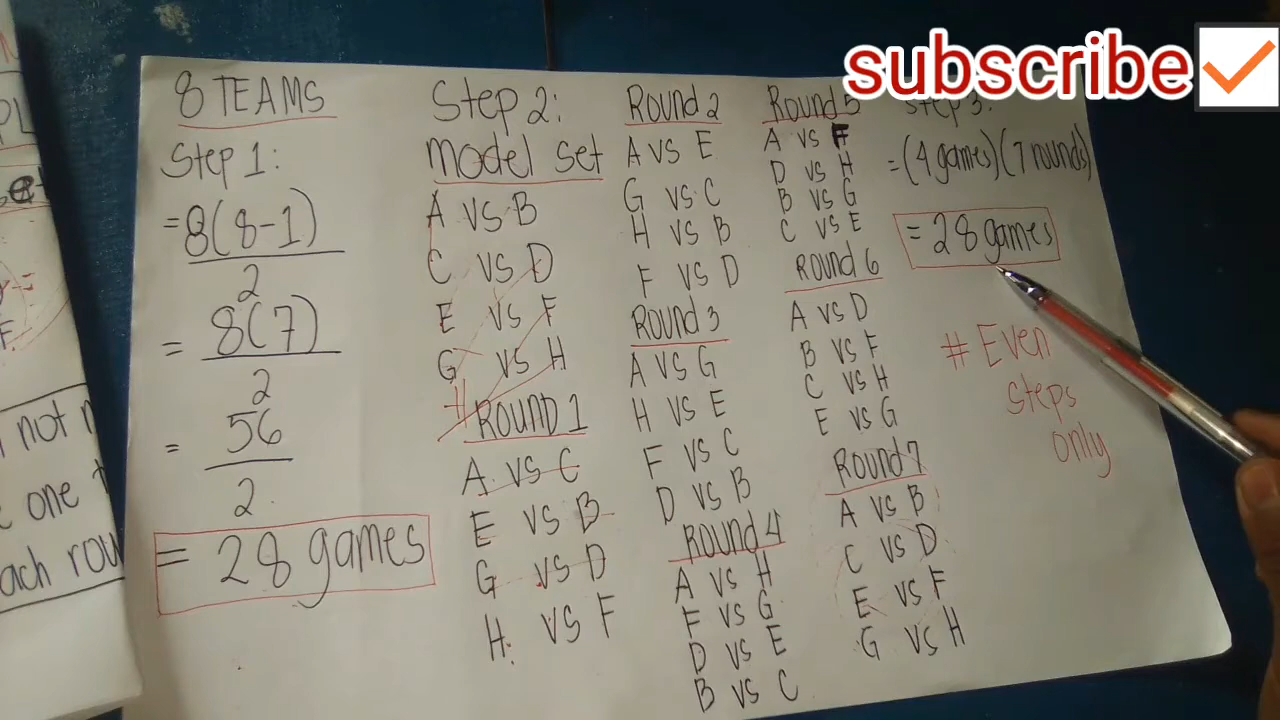 subscribe
8 TEAMS
Step 1:
= 8(8-1)
2
= 8(7)
2
= 56
2
= 28 games
Step 2:
Model set
A VS B
C VS D
E VS F
G VS H
ROUND 1
A VS C
E VS B
G VS D
H VS F
Round 2
A VS E
G VS C
H VS B
F VS D
Round 3
A VS G
H VS E
F VS C
D VS B
Round 4
A VS H
F VS G
D VS E
B VS C
Round 5
A VS F
D VS H
B VS G
C VS E
Round 6
A VS D
B VS F
C VS H
E VS G
Round 7
A VS B
C VS D
E VS F
G VS H
Step 3:
= (4 games)(7 rounds)
= 28 games
# Even
steps
only
not
one
ach rou